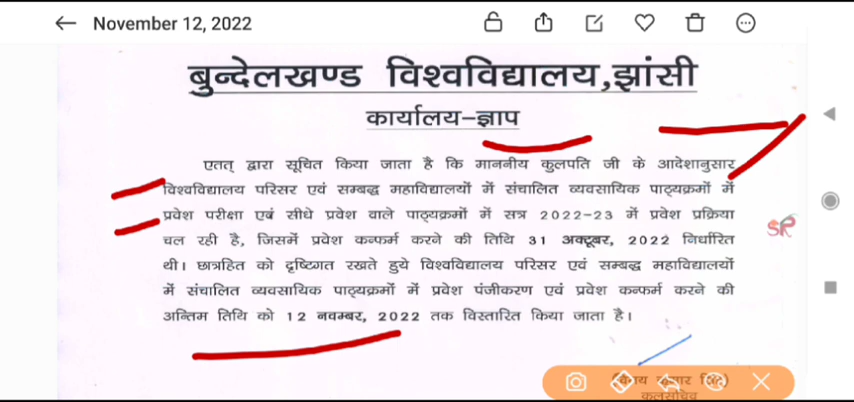 November 12, 2022
बुन्देलखण्ड विश्वविद्यालय,झांसी
कार्यालय-ज्ञाप
एतत् द्वारा सूचित किया जाता है कि माननीय कुलपति जी के आदेशानुसार
विश्वविद्यालय परिसर एवं सम्बद्ध महाविद्यालयों में संचालित व्यवसायिक पाठ्यक्रमों में
प्रवेश परीक्षा एवं सीधे प्रवेश वाले पाठ्यक्रमों में सत्र 2022-23 में प्रवेश प्रक्रिया
चल रही है, जिसमें प्रवेश कन्फर्म करने की तिथि 31 अक्टूबर, 2022 निर्धारित
थी। छात्रहित को दृष्टिगत रखते हुये विश्वविद्यालय परिसर एवं सम्बद्ध महाविद्यालयों
में संचालित व्यवसायिक पाठ्यक्रमों में प्रवेश पंजीकरण एवं प्रवेश कन्फर्म करने की
अन्तिम तिथि को 12 नवम्बर, 2022 तक विस्तारित किया जाता है।
SR
कुलसचिव